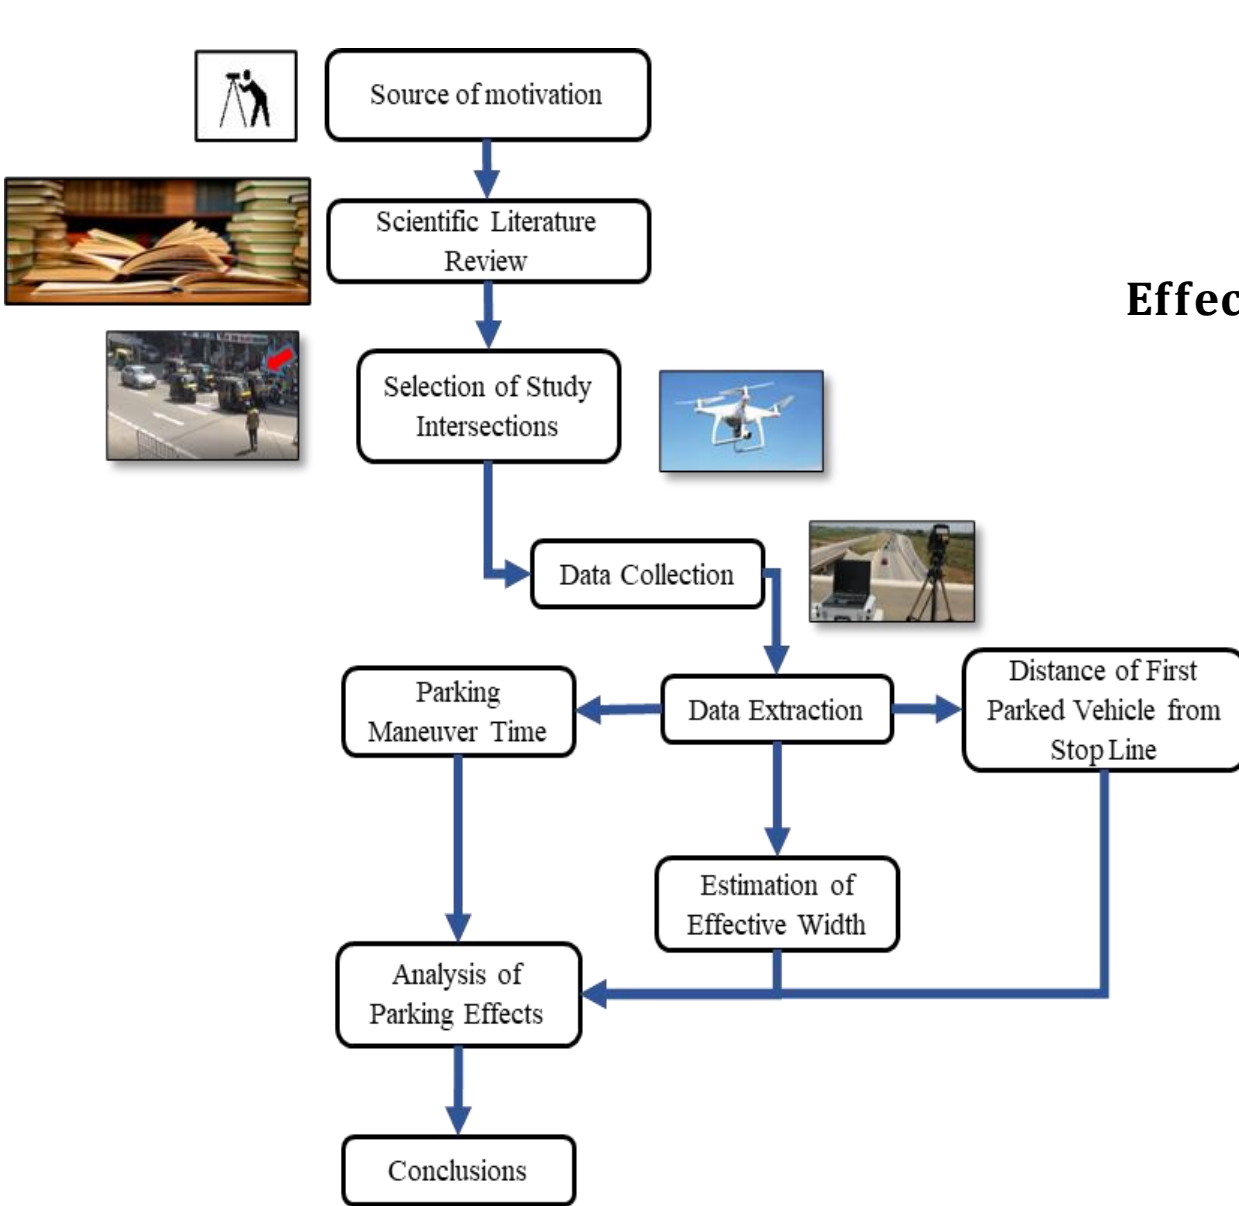 Source of motivation
Scientific Literature
Review
Effec
Selection of Study
Intersections
Data Collection
Parking
Maneuver Time
Data Extraction
Distance of First
Parked Vehicle from
Stop Line
Estimation of
Effective Width
Analysis of
Parking Effects
Conclusions